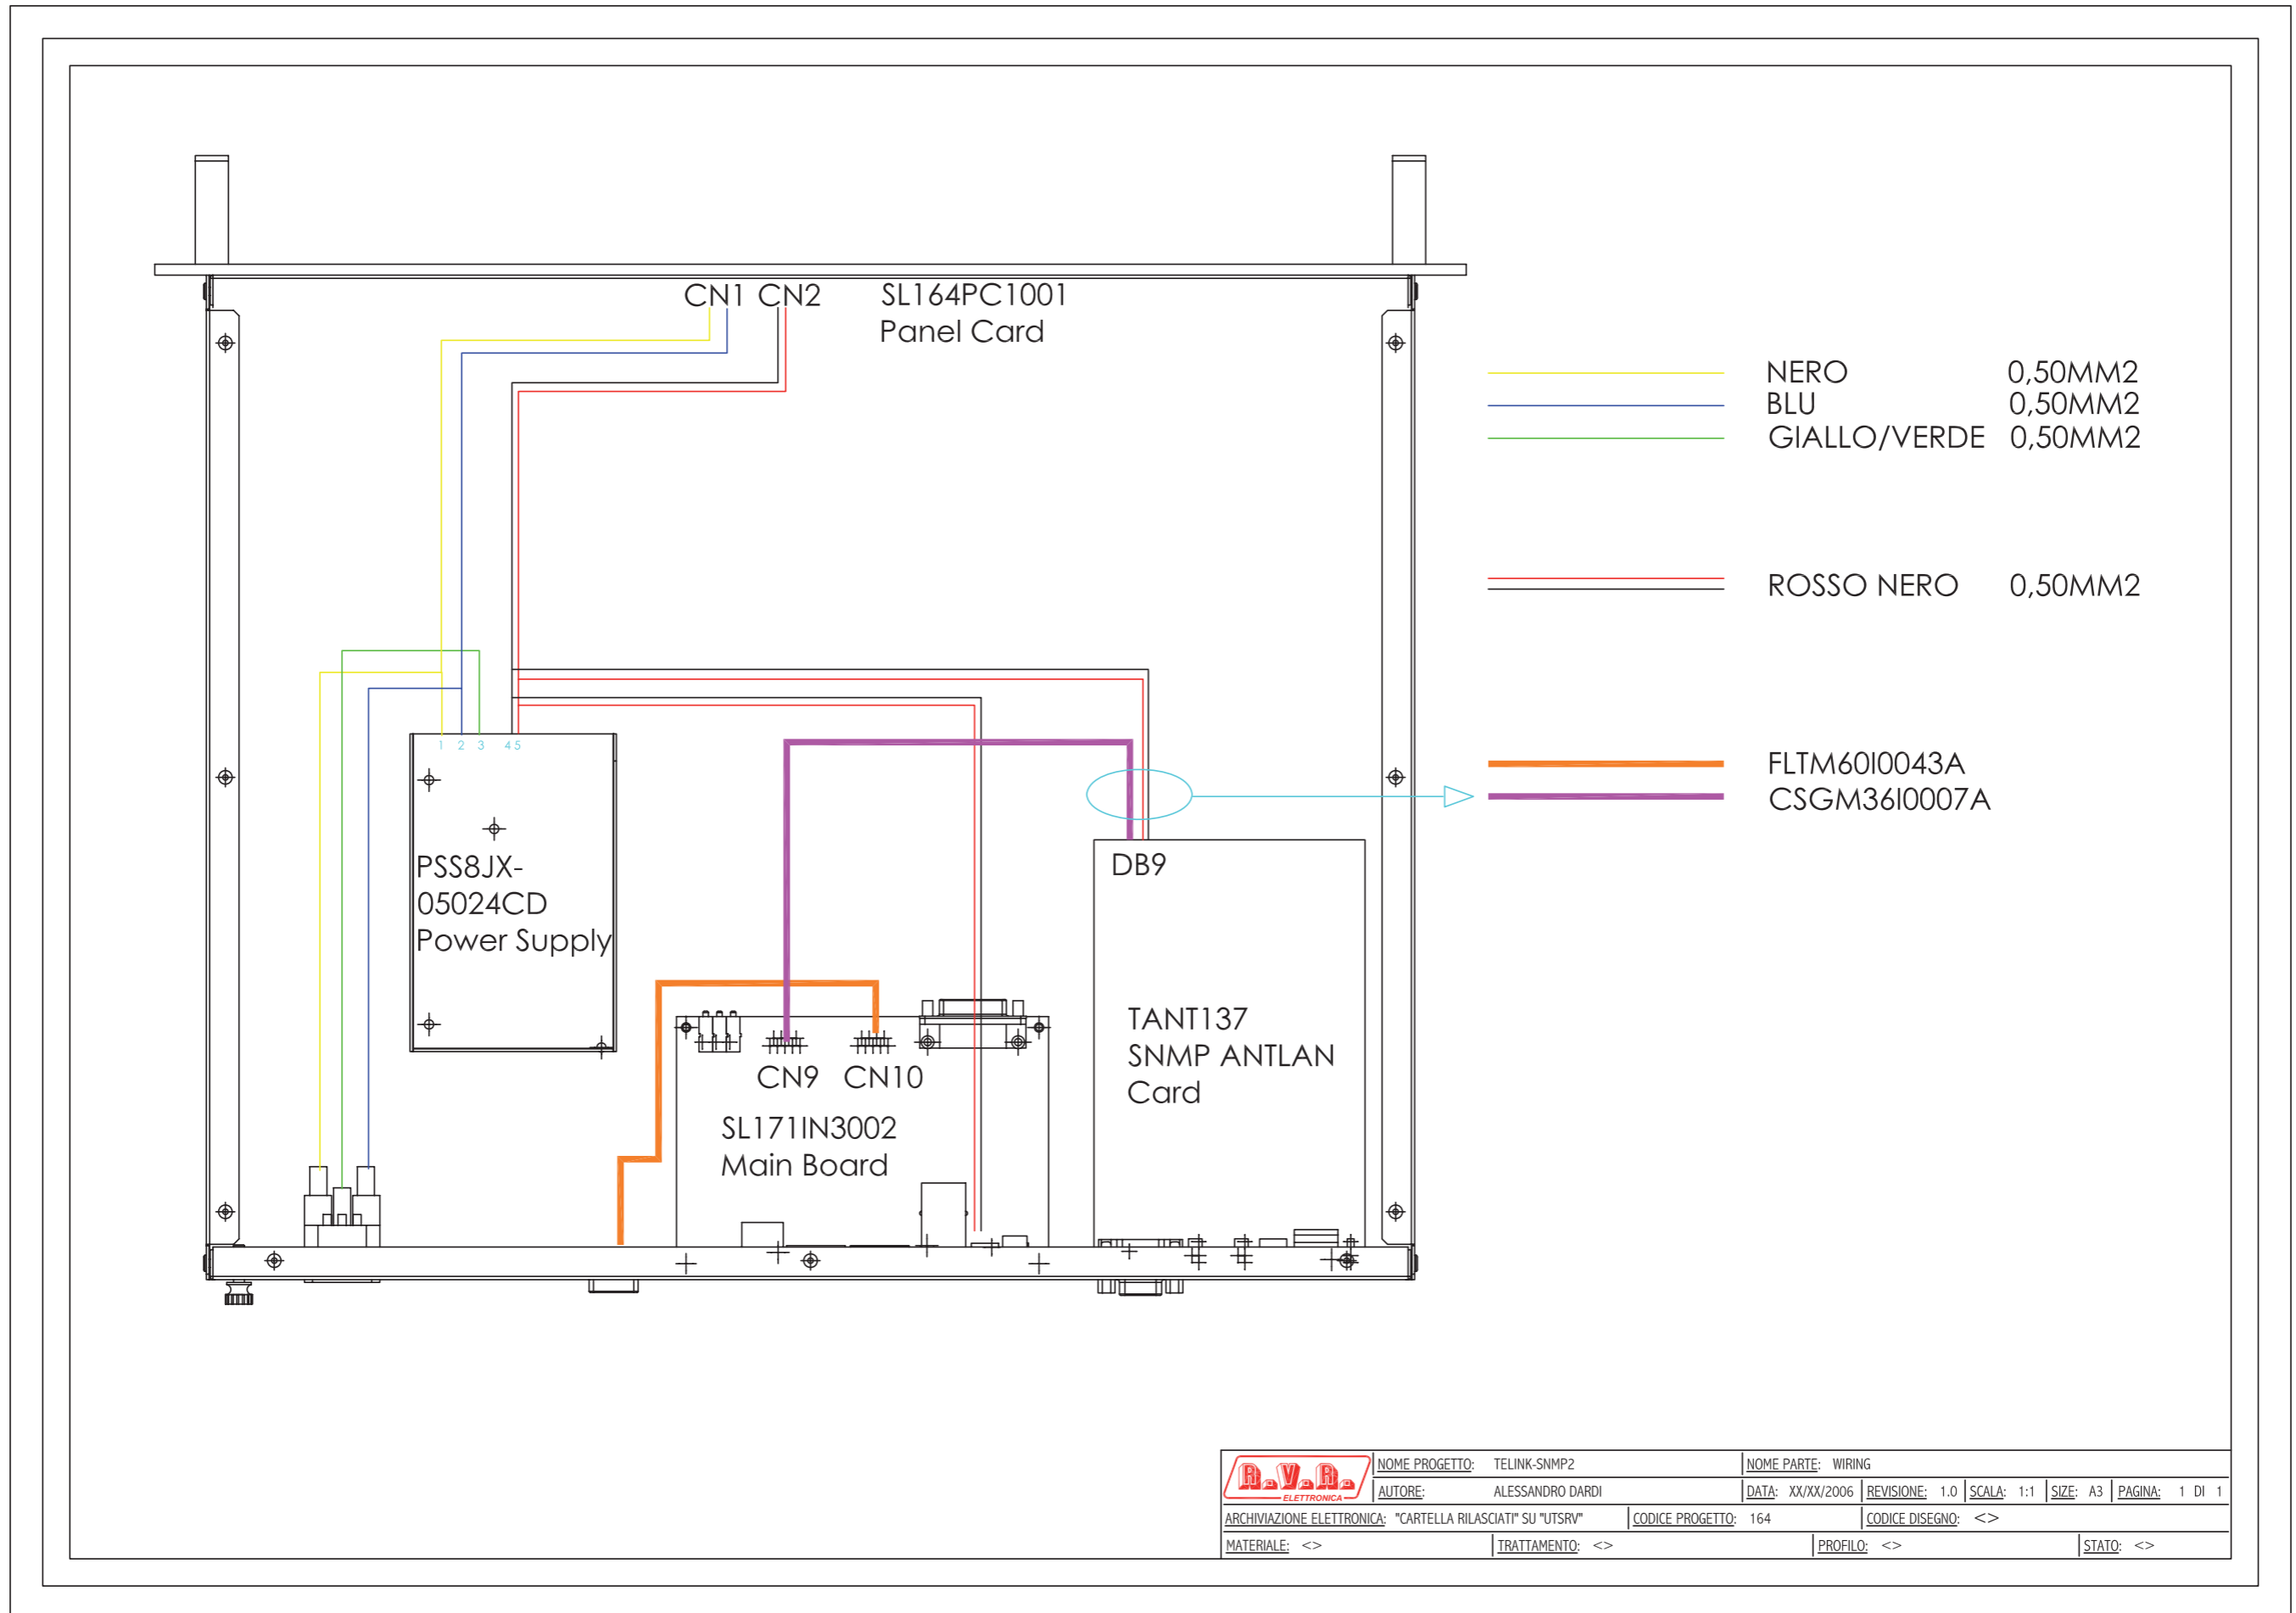 CN1 CN2
SL164PC1001
Panel Card
NERO 0,50MM2
BLU 0,50MM2
GIALLO/VERDE 0,50MM2
ROSSO NERO 0,50MM2
1 2 3 4 5
FLTM60I0043A
CSGM36I0007A
PSS8JX-
05024CD
Power Supply
DB9
TANT137
SNMP ANTLAN
Card
CN9 CN10
SL171IN3002
Main Board
R.V.R.
ELETTRONICA
NOME PROGETTO: TELINK-SNMP2 NOME PARTE: WIRING
AUTORE: ALESSANDRO DARDI DATA: XX/XX/2006 REVISIONE: 1.0 SCALA: 1:1 SIZE: A3 PAGINA: 1 DI 1
ARCHIVIAZIONE ELETTRONICA: "CARTELLA RILASCIATI" SU "UTSRV" CODICE PROGETTO: 164 CODICE DISEGNO: <>
MATERIALE: <> TRATTAMENTO: <> PROFILO: <> STATO: <>